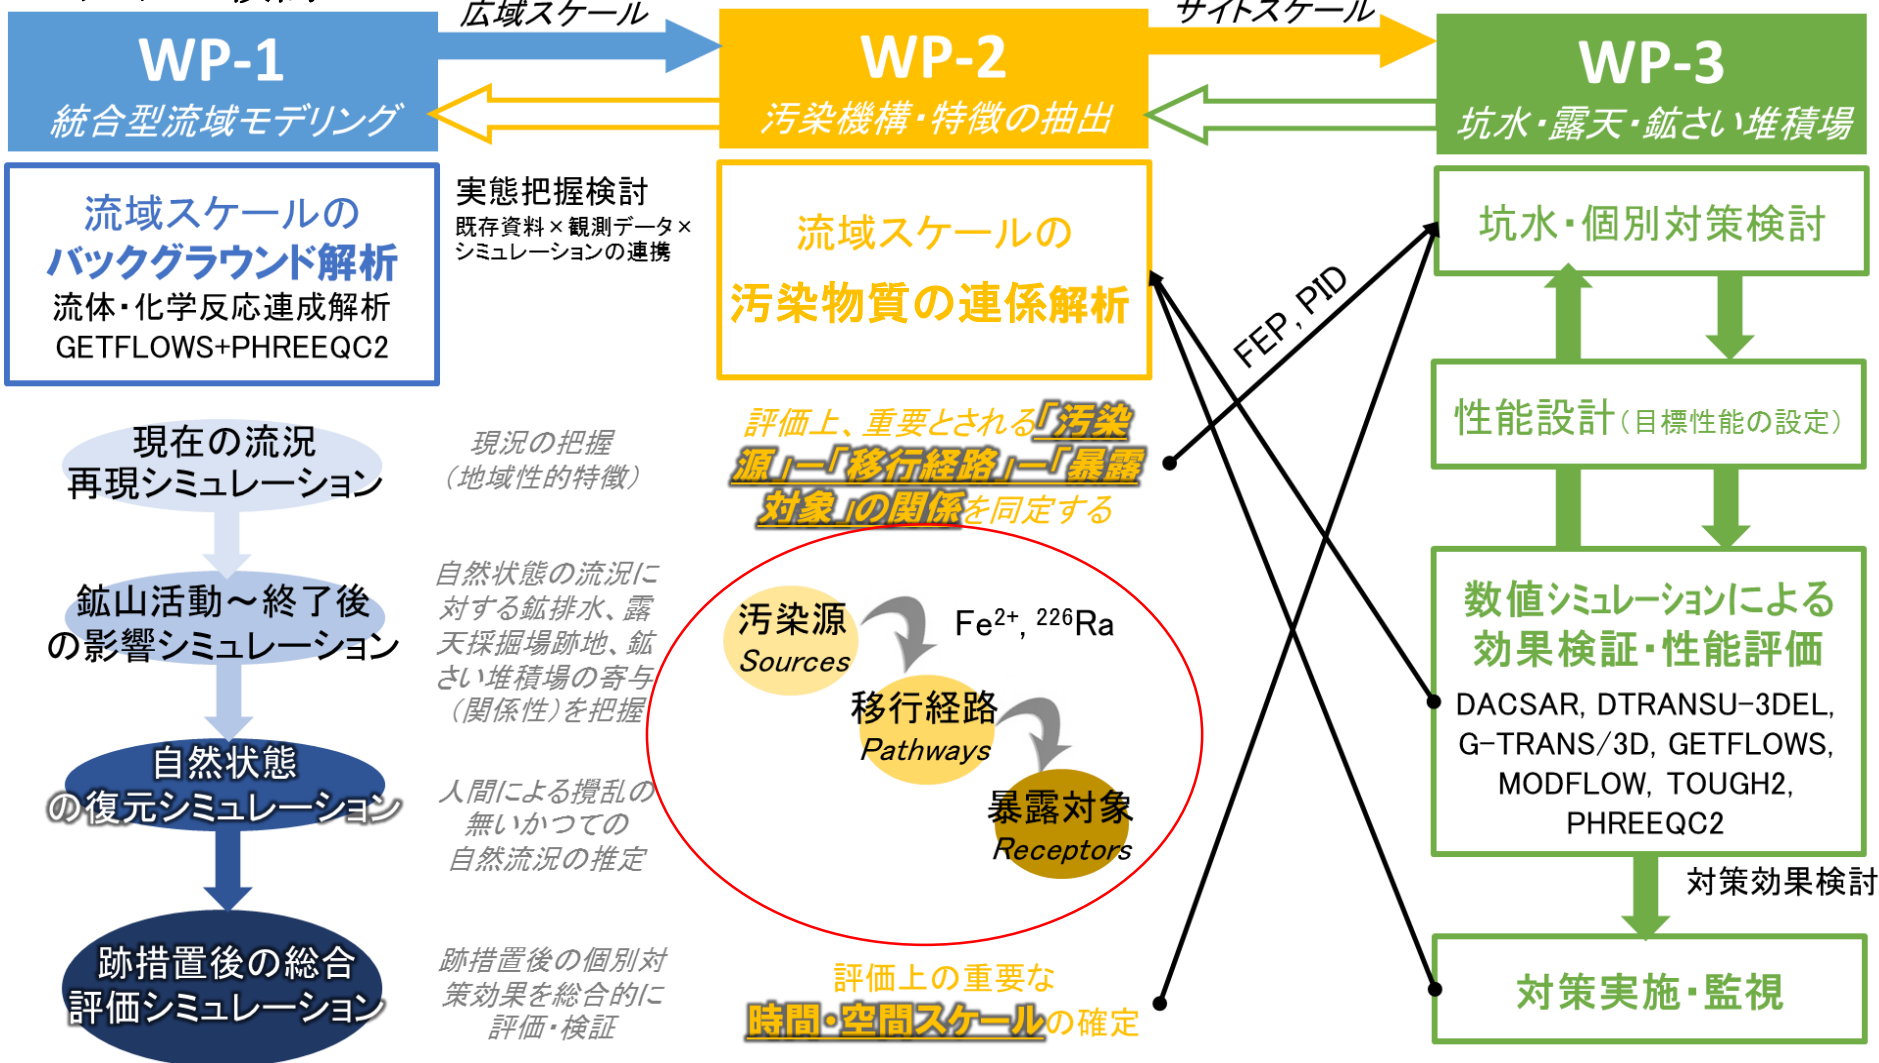 広域スケール
サイトスケール
WP-1
統合型流域モデリング
WP-2
汚染機構・特徴の抽出
WP-3
坑水・露天・鉱さい堆積場
流域スケールの
バックグラウンド解析
流体・化学反応連成解析
GETFLOWS+PHREEQC2
実態把握検討
既存資料×観測データ×
シミュレーションの連携
流域スケールの
汚染物質の連係解析
FEP, PID
坑水・個別対策検討
性能設計(目標性能の設定)
数値シミュレーションによる
効果検証・性能評価
DACSAR, DTRANSU-3DEL,
G-TRANS/3D, GETFLOWS,
MODFLOW, TOUGH2,
PHREEQC2
対策効果検討
対策実施・監視
現在の流況
再現シミュレーション
鉱山活動～終了後
の影響シミュレーション
自然状態
の復元シミュレーション
跡措置後の総合
評価シミュレーション
現況の把握
(地域性的特徴)
自然状態の流況に
対する鉱排水、露
天採掘場跡地、鉱
さい堆積場の寄与
(関係性)を把握
人間による攪乱の
無いかつての
自然流況の推定
跡措置後の個別対
策効果を総合的に
評価・検証
評価上、重要とされる「汚染
源」ー「移行経路」ー「暴露
対象」の関係を同定する
汚染源
Sources
Fe²⁺, ²²⁶Ra
移行経路
Pathways
暴露対象
Receptors
評価上の重要な
時間・空間スケールの確定